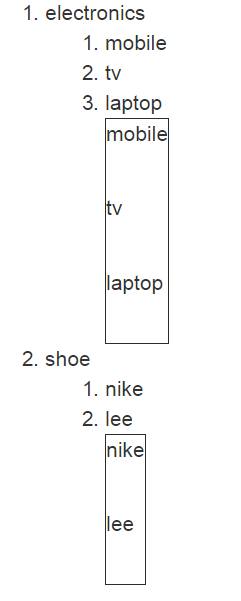 1. electronics
1. mobile
2. tv
3. laptop
mobile
tv
laptop
2. shoe
1. nike
2. lee
nike
lee